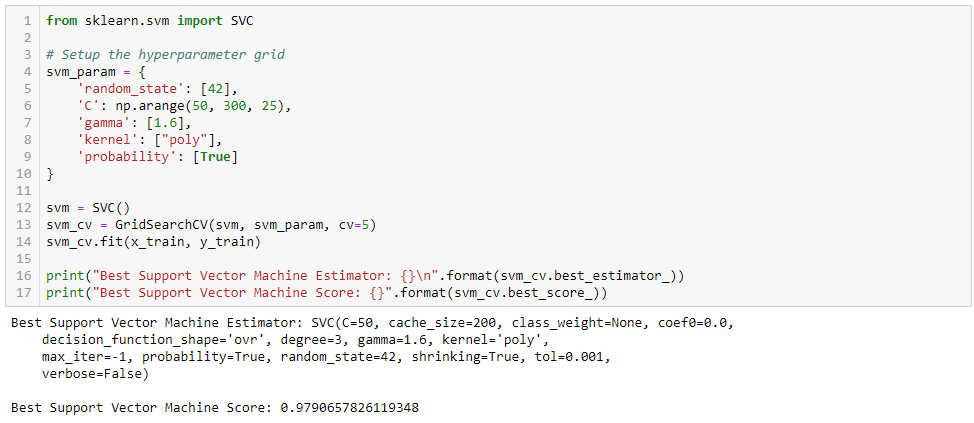 1 from sklearn.svm import SVC
2
3 # Setup the hyperparameter grid
4 svm_param = {
5     'random_state': [42],
6     'C': np.arange(50, 300, 25),
7     'gamma': [1.6],
8     'kernel': ["poly"],
9     'probability': [True]
10 }
11
12 svm = SVC()
13 svm_cv = GridSearchCV(svm, svm_param, cv=5)
14 svm_cv.fit(x_train, y_train)
15
16 print("Best Support Vector Machine Estimator: {}\n".format(svm_cv.best_estimator_))
17 print("Best Support Vector Machine Score: {}".format(svm_cv.best_score_))
Best Support Vector Machine Estimator: SVC(C=50, cache_size=200, class_weight=None, coef0=0.0,
    decision_function_shape='ovr', degree=3, gamma=1.6, kernel='poly',
    max_iter=-1, probability=True, random_state=42, shrinking=True, tol=0.001,
    verbose=False)
Best Support Vector Machine Score: 0.9790657826119348